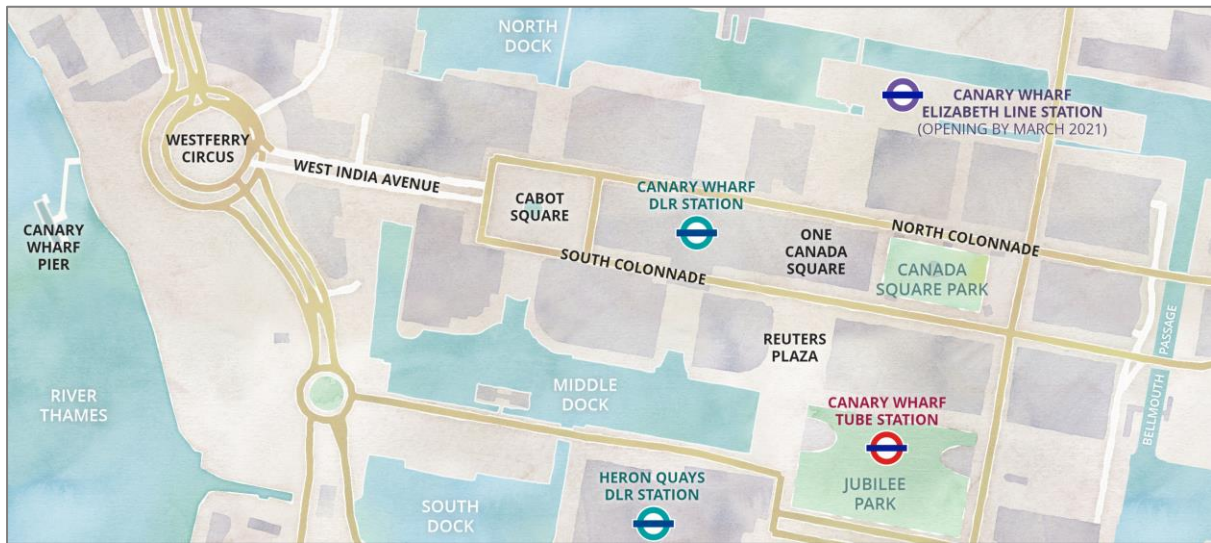 NORTH
DOCK
CANARY WHARF
ELIZABETH LINE STATION
(OPENING BY MARCH 2021)
WESTFERRY
CIRCUS
WEST INDIA AVENUE
CABOT
SQUARE
CANARY WHARF
DLR STATION
CANARY
WHARF
PIER
ONE
CANADA
SQUARE
NORTH COLONNADE
SOUTH COLONNADE
CANADA
SQUARE PARK
REUTERS
PLAZA
BELLMOUTH PASSAGE
RIVER
THAMES
MIDDLE
DOCK
CANARY WHARF
TUBE STATION
JUBILEE
PARK
HERON QUAYS
DLR STATION
SOUTH
DOCK